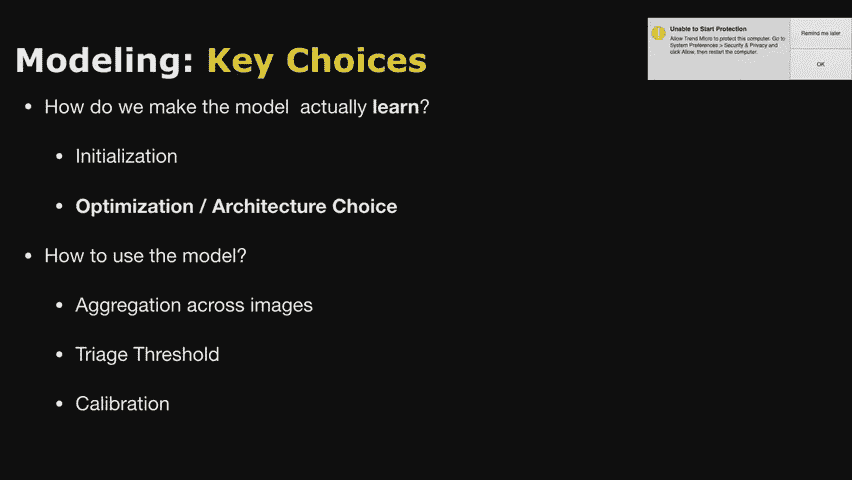 Unable to Start Protection
Allow Trend Micro to protect this computer. Go to
System Preferences > Security & Privacy and
click Allow, then restart the computer.
Remind me later
OK
Modeling: Key Choices
• How do we make the model actually learn?
• Initialization
• Optimization / Architecture Choice
• How to use the model?
• Aggregation across images
• Triage Threshold
• Calibration